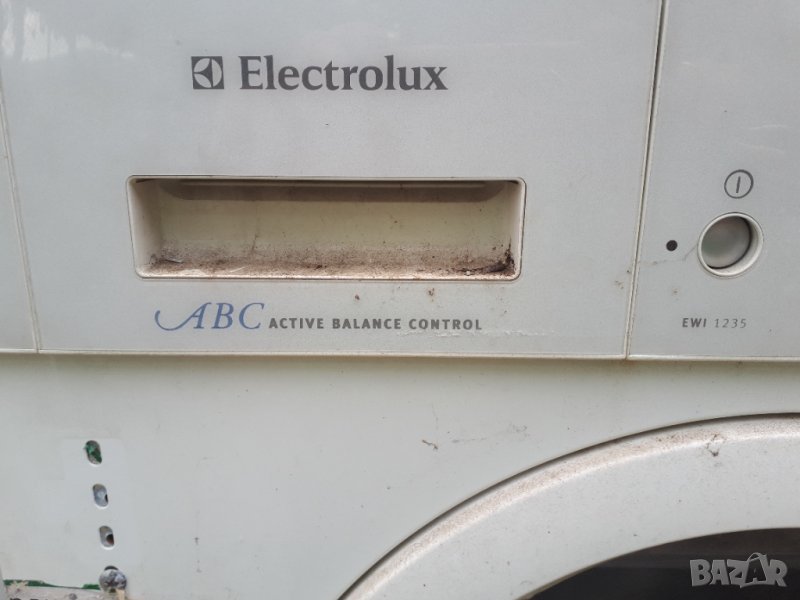 Electrolux
ABC ACTIVE BALANCE CONTROL
EWI 1235
BAZAR